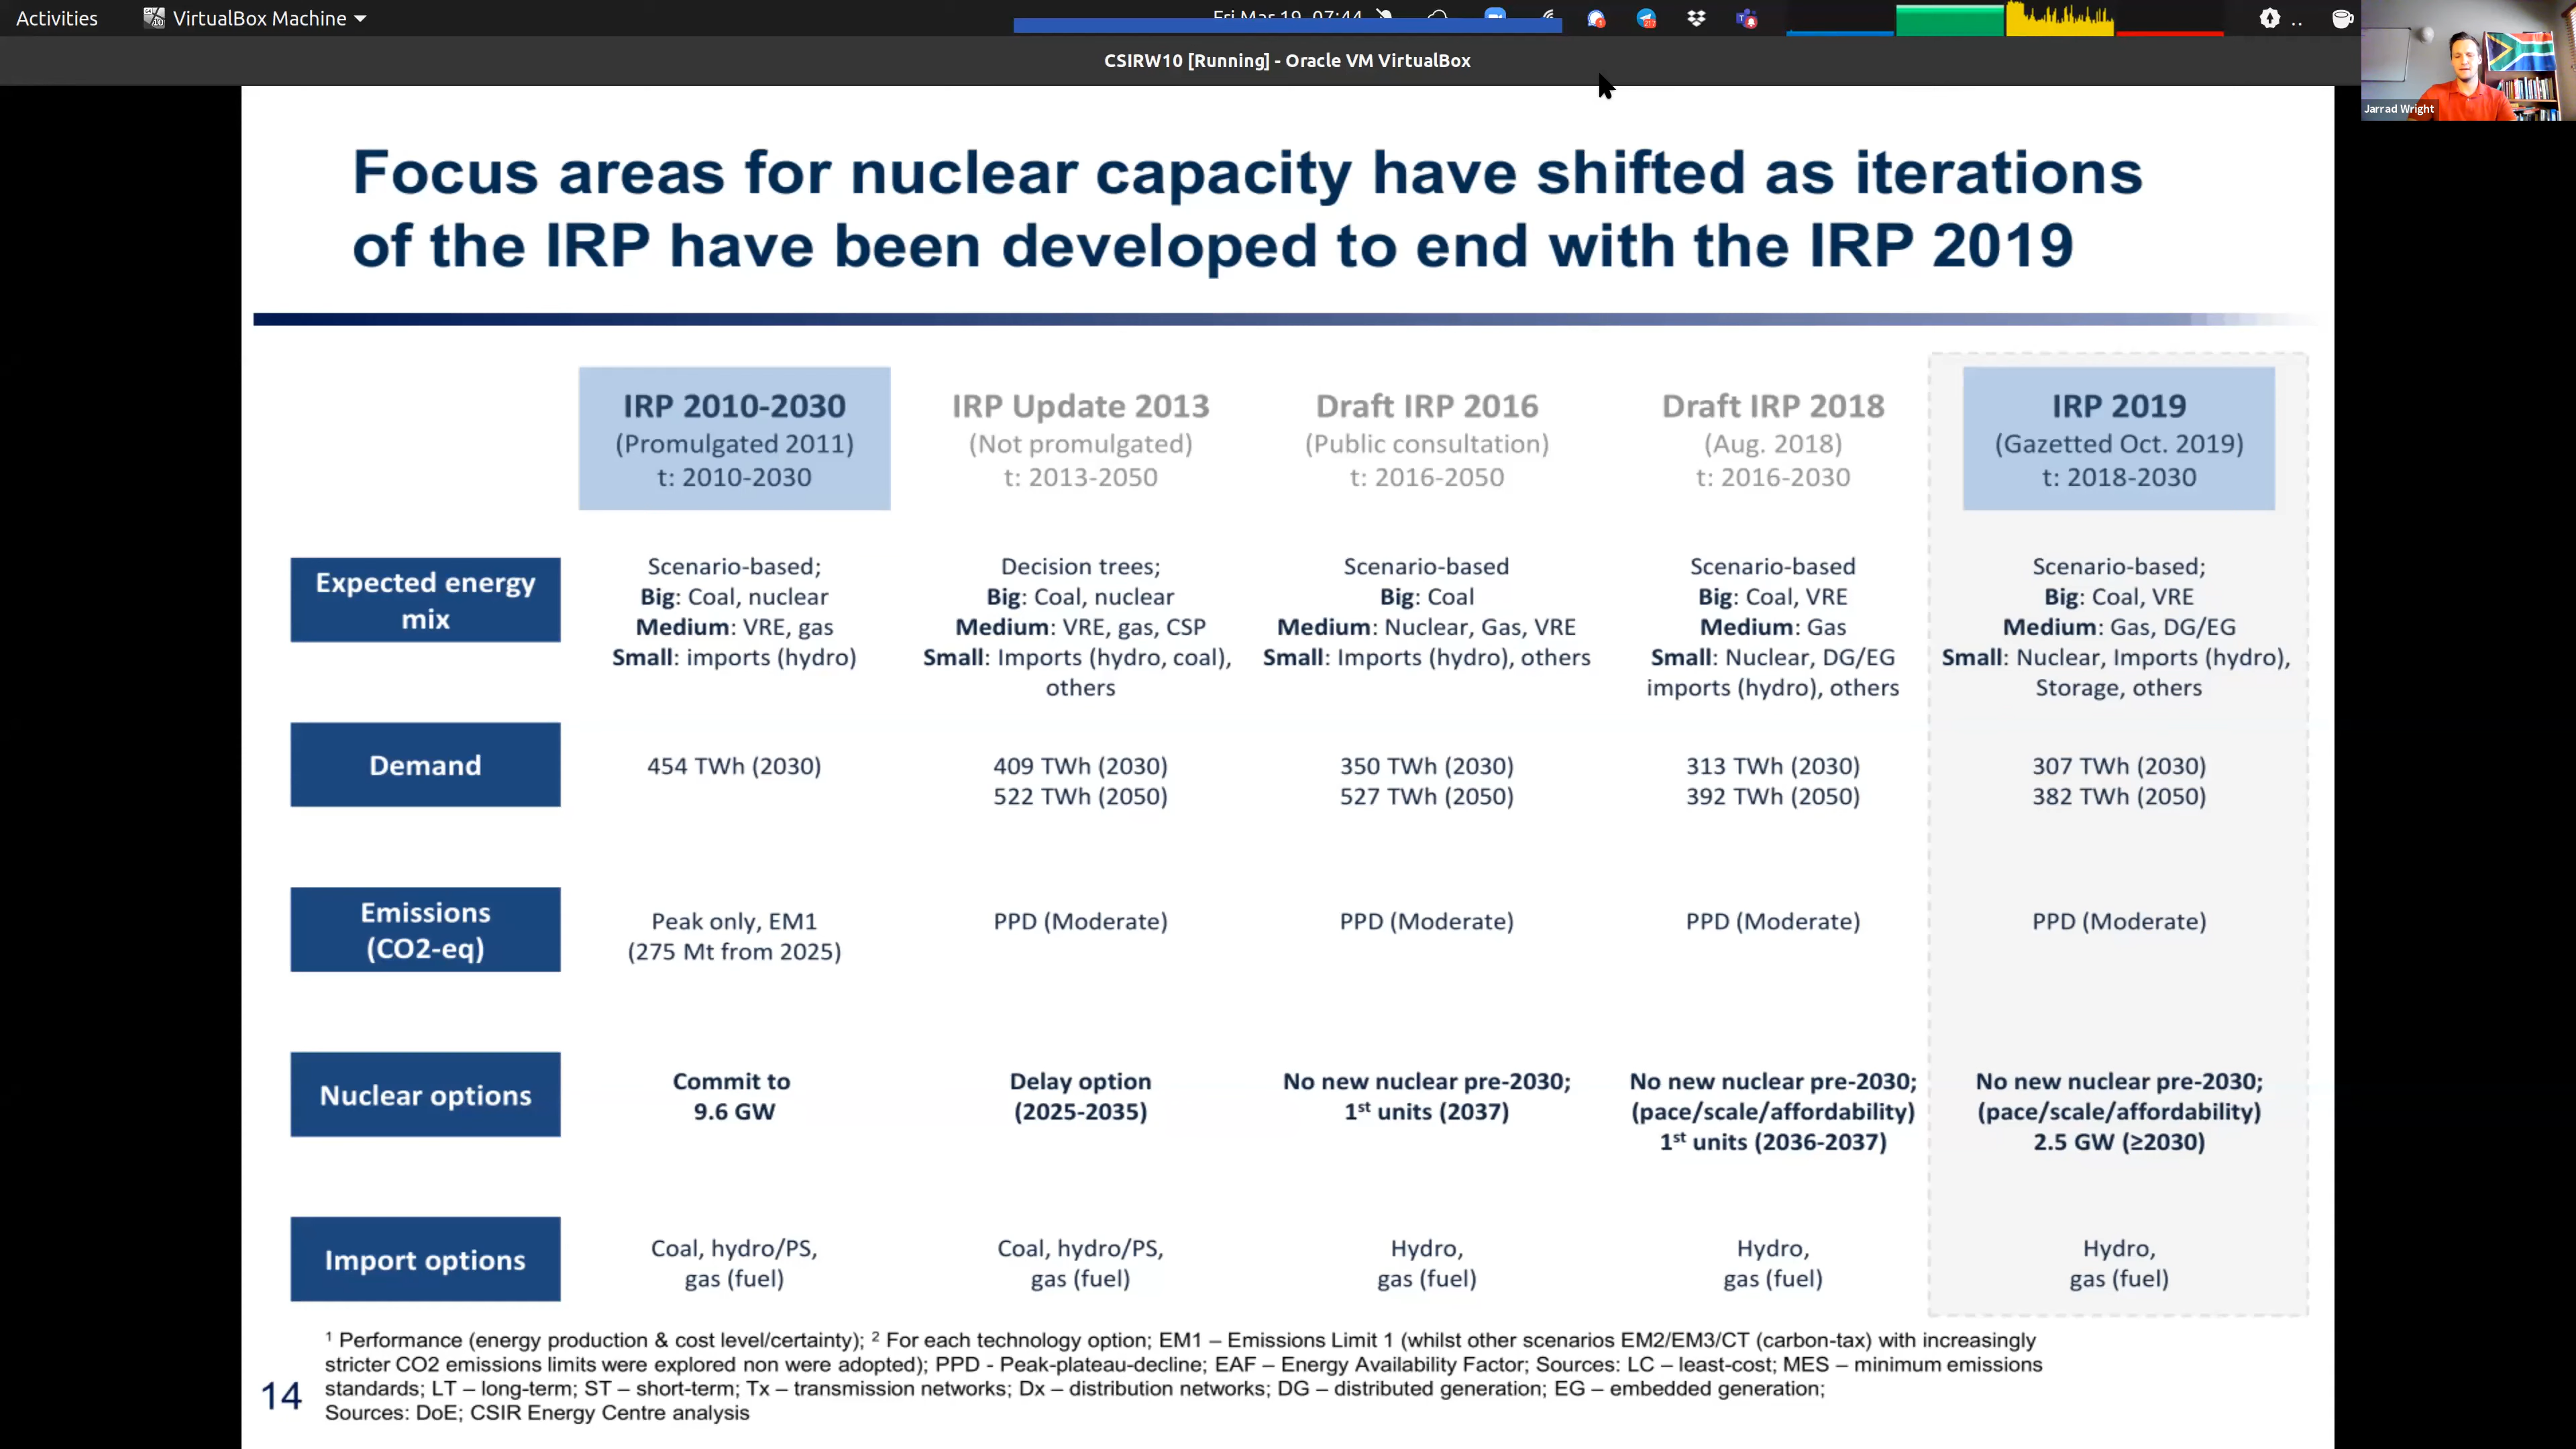 Activities
VirtualBox Machine
Fri Mar 19 07:44
CSIRW10 [Running] - Oracle VM VirtualBox
Jarrad Wright
Focus areas for nuclear capacity have shifted as iterations
of the IRP have been developed to end with the IRP 2019
IRP 2010-2030
(Promulgated 2011)
t: 2010-2030
IRP Update 2013
(Not promulgated)
t: 2013-2050
Draft IRP 2016
(Public consultation)
t: 2016-2050
Draft IRP 2018
(Aug. 2018)
t: 2016-2030
IRP 2019
(Gazetted Oct. 2019)
t: 2018-2030
Expected energy
mix
Scenario-based;
Big: Coal, nuclear
Medium: VRE, gas
Small: imports (hydro)
Decision trees;
Big: Coal, nuclear
Medium: VRE, gas, CSP
Small: Imports (hydro, coal),
others
Scenario-based
Big: Coal
Medium: Nuclear, Gas, VRE
Small: Imports (hydro), others
Scenario-based
Big: Coal, VRE
Medium: Gas
Small: Nuclear, DG/EG
imports (hydro), others
Scenario-based;
Big: Coal, VRE
Medium: Gas, DG/EG
Small: Nuclear, Imports (hydro),
Storage, others
Demand
454 TWh (2030)
409 TWh (2030)
522 TWh (2050)
350 TWh (2030)
527 TWh (2050)
313 TWh (2030)
392 TWh (2050)
307 TWh (2030)
382 TWh (2050)
Emissions
(CO2-eq)
Peak only, EM1
(275 Mt from 2025)
PPD (Moderate)
PPD (Moderate)
PPD (Moderate)
PPD (Moderate)
Nuclear options
Commit to
9.6 GW
Delay option
(2025-2035)
No new nuclear pre-2030;
1st units (2037)
No new nuclear pre-2030;
(pace/scale/affordability)
1st units (2036-2037)
No new nuclear pre-2030;
(pace/scale/affordability)
2.5 GW (≥2030)
Import options
Coal, hydro/PS,
gas (fuel)
Coal, hydro/PS,
gas (fuel)
Hydro,
gas (fuel)
Hydro,
gas (fuel)
Hydro,
gas (fuel)
1 Performance (energy production & cost level/certainty); 2 For each technology option; EM1 – Emissions Limit 1 (whilst other scenarios EM2/EM3/CT (carbon-tax) with increasingly
stricter CO2 emissions limits were explored non were adopted); PPD - Peak-plateau-decline; EAF – Energy Availability Factor; Sources: LC – least-cost; MES – minimum emissions
standards; LT – long-term; ST – short-term; Tx – transmission networks; Dx – distribution networks; DG – distributed generation; EG – embedded generation;
Sources: DoE; CSIR Energy Centre analysis
14